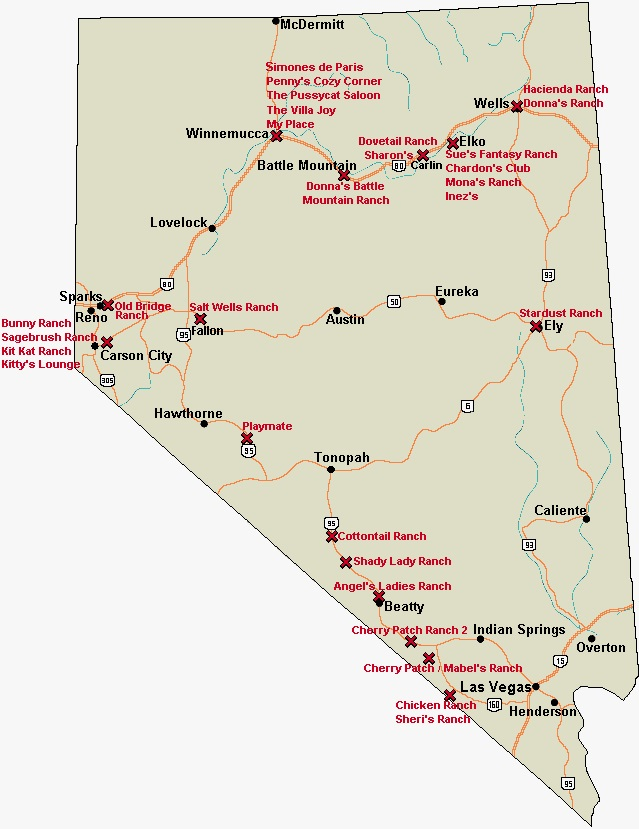 McDermitt
Simones de Paris
Penny's Cozy Corner
The Pussycat Saloon
The Villa Joy
My Place
Winnemucca
Hacienda Ranch
Donna's Ranch
Wells
Dovetail Ranch
Sharon's
Elko
80
Carlin
Sue's Fantasy Ranch
Chardon's Club
Mona's Ranch
Inez's
Battle Mountain
Donna's Battle
Mountain Ranch
Lovelock
93
80
Sparks
Reno
Old Bridge
Ranch
Salt Wells Ranch
50
Eureka
Austin
Stardust Ranch
Ely
Bunny Ranch
Sagebrush Ranch
Kit Kat Ranch
Kitty's Lounge
Carson City
95
Fallon
305
Hawthorne
6
Playmate
95
Tonopah
Caliente
95
Cottontail Ranch
93
Shady Lady Ranch
Angel's Ladies Ranch
Beatty
Cherry Patch Ranch 2
Indian Springs
Overton
Cherry Patch / Mabel's Ranch
15
Las Vegas
Chicken Ranch
Sheri's Ranch
160
Henderson
95